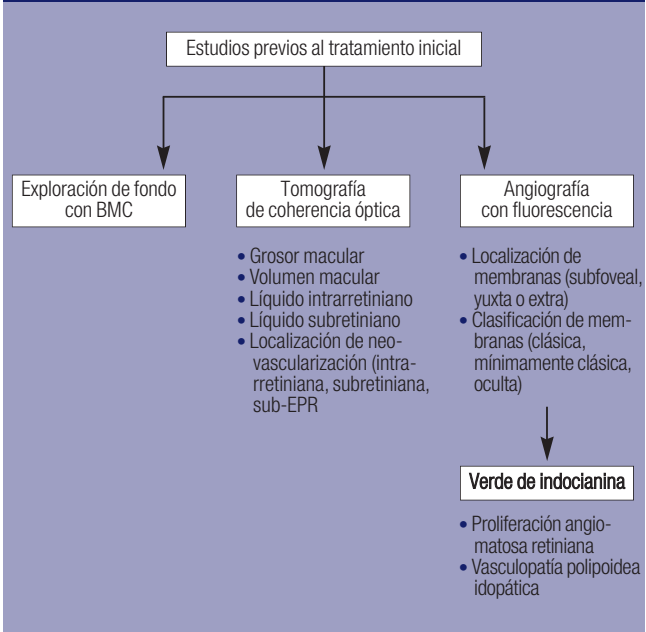 Estudios previos al tratamiento inicial
Exploración de fondo
con BMC
Tomografía
de coherencia óptica
• Grosor macular
• Volumen macular
• Líquido intrarretiniano
• Líquido subretiniano
• Localización de neo-
vascularización (intra-
rretiniana, subretiniana,
sub-EPR
Angiografía
con fluorescencia
• Localización de
membranas (subfoveal,
yuxta o extra)
• Clasificación de mem-
branas (clásica,
mínimamente clásica,
oculta)
Verde de indocianina
• Proliferación angio-
matosa retiniana
• Vasculopatía polipoidea
idopática